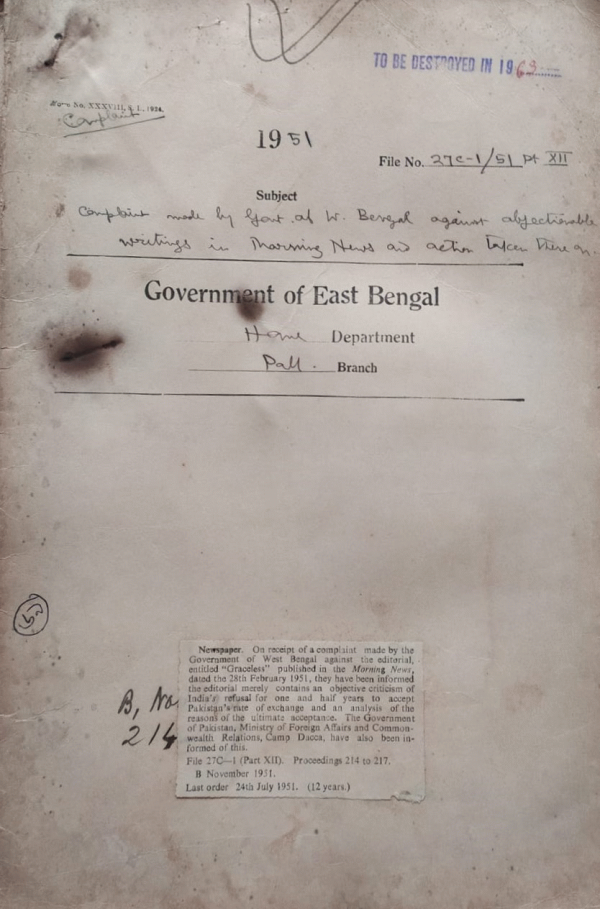 TO BE DESTROYED IN 1963
No. XXXVIII, 1934.
Complaint
1951
File No. 27C-1/51 Pt XII
Subject
Complaint made by Govt. of W. Bengal against objectionable
writings in Morning News and action taken there on.
Government of East Bengal
Home Department
Poll. Branch
Newspaper. On receipt of a complaint made by the
Government of West Bengal against the editorial,
entitled "Graceless" published in the Morning News,
dated the 28th February 1951, they have been informed
the editorial merely contains an objective criticism of
India's refusal for one and half years to accept
Pakistan's rate of exchange and an analysis of the
reasons of the ultimate acceptance. The Government
of Pakistan, Ministry of Foreign Affairs and Common-
wealth Relations, Camp Dacca, have also been in-
formed of this.
File 27C—1 (Part XII). Proceedings 214 to 217.
B November 1951.
Last order 24th July 1951. (12 years.)
B, No
214